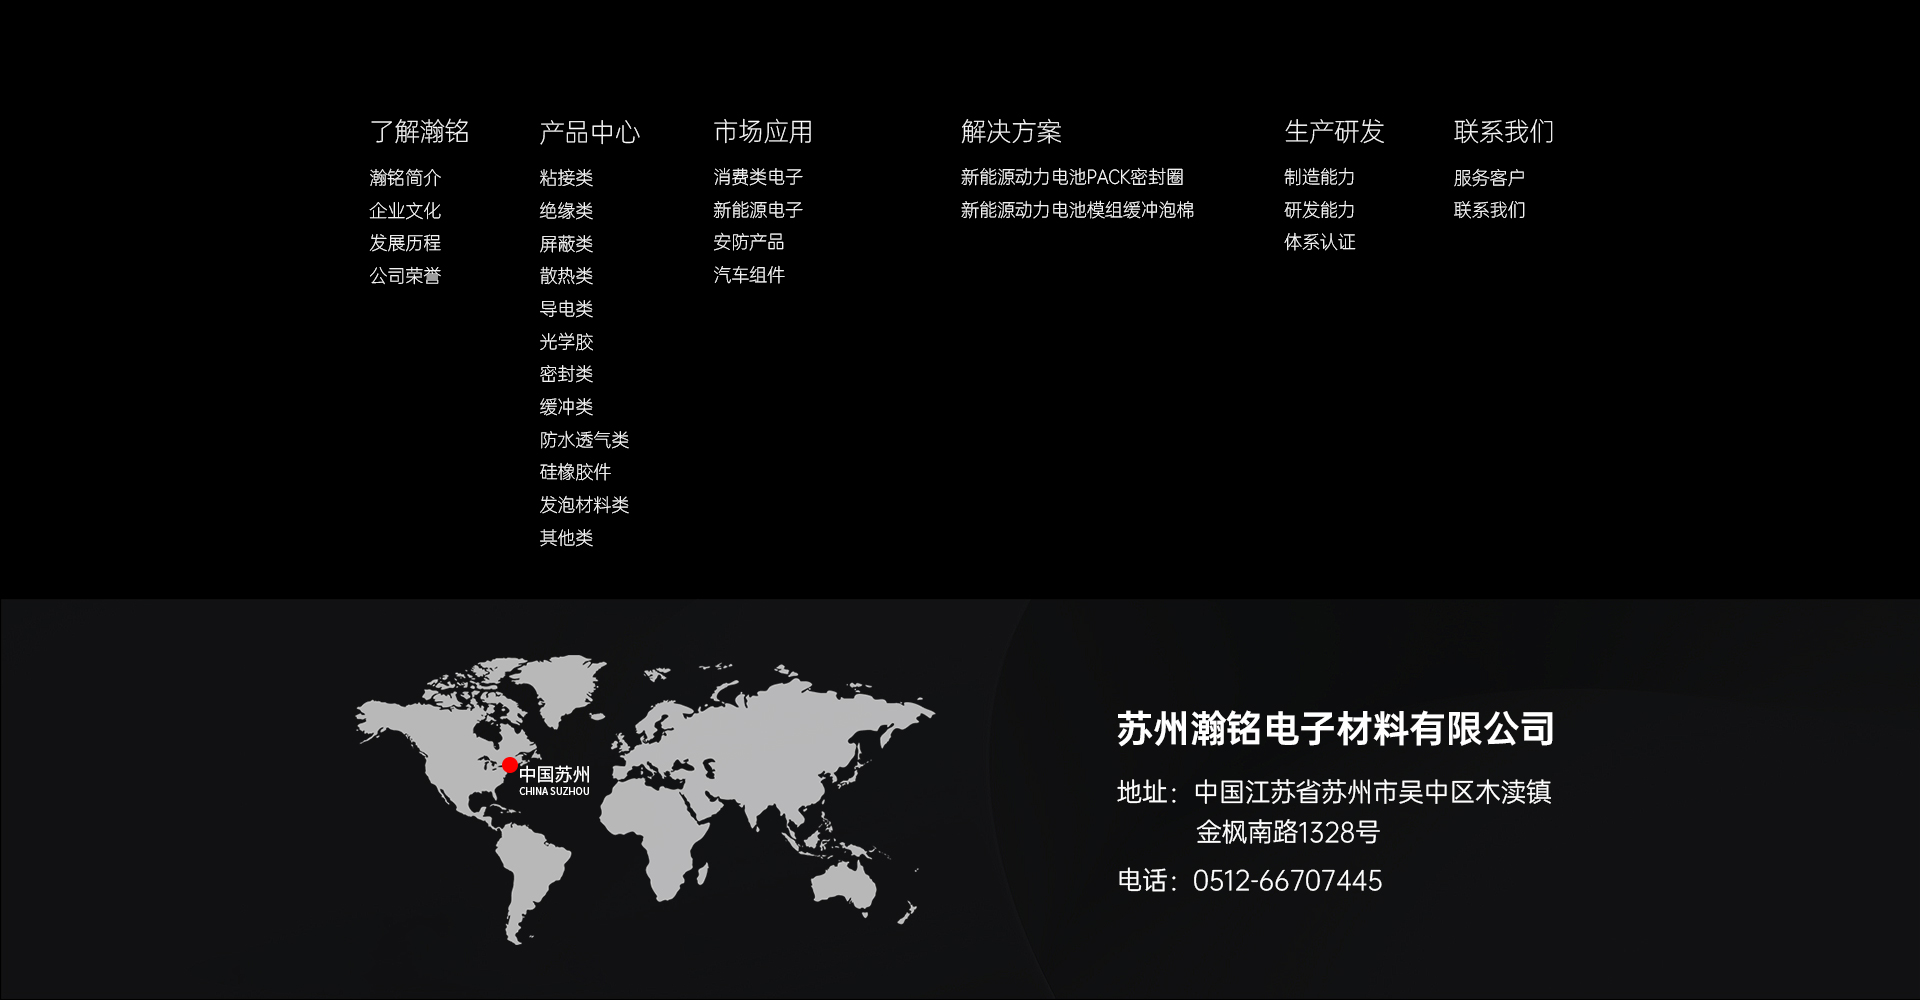 了解瀚铭
瀚铭简介
企业文化
发展历程
公司荣誉
产品中心
粘接类
绝缘类
屏蔽类
散热类
导电类
光学胶
密封类
缓冲类
防水透气类
硅橡胶件
发泡材料类
其他类
市场应用
消费类电子
新能源电子
安防产品
汽车组件
解决方案
新能源动力电池PACK密封圈
新能源动力电池模组缓冲泡棉
生产研发
制造能力
研发能力
体系认证
联系我们
服务客户
联系我们
中国苏州
CHINA SUZHOU
苏州瀚铭电子材料有限公司
地址：中国江苏省苏州市吴中区木渎镇
金枫南路1328号
电话：0512-66707445